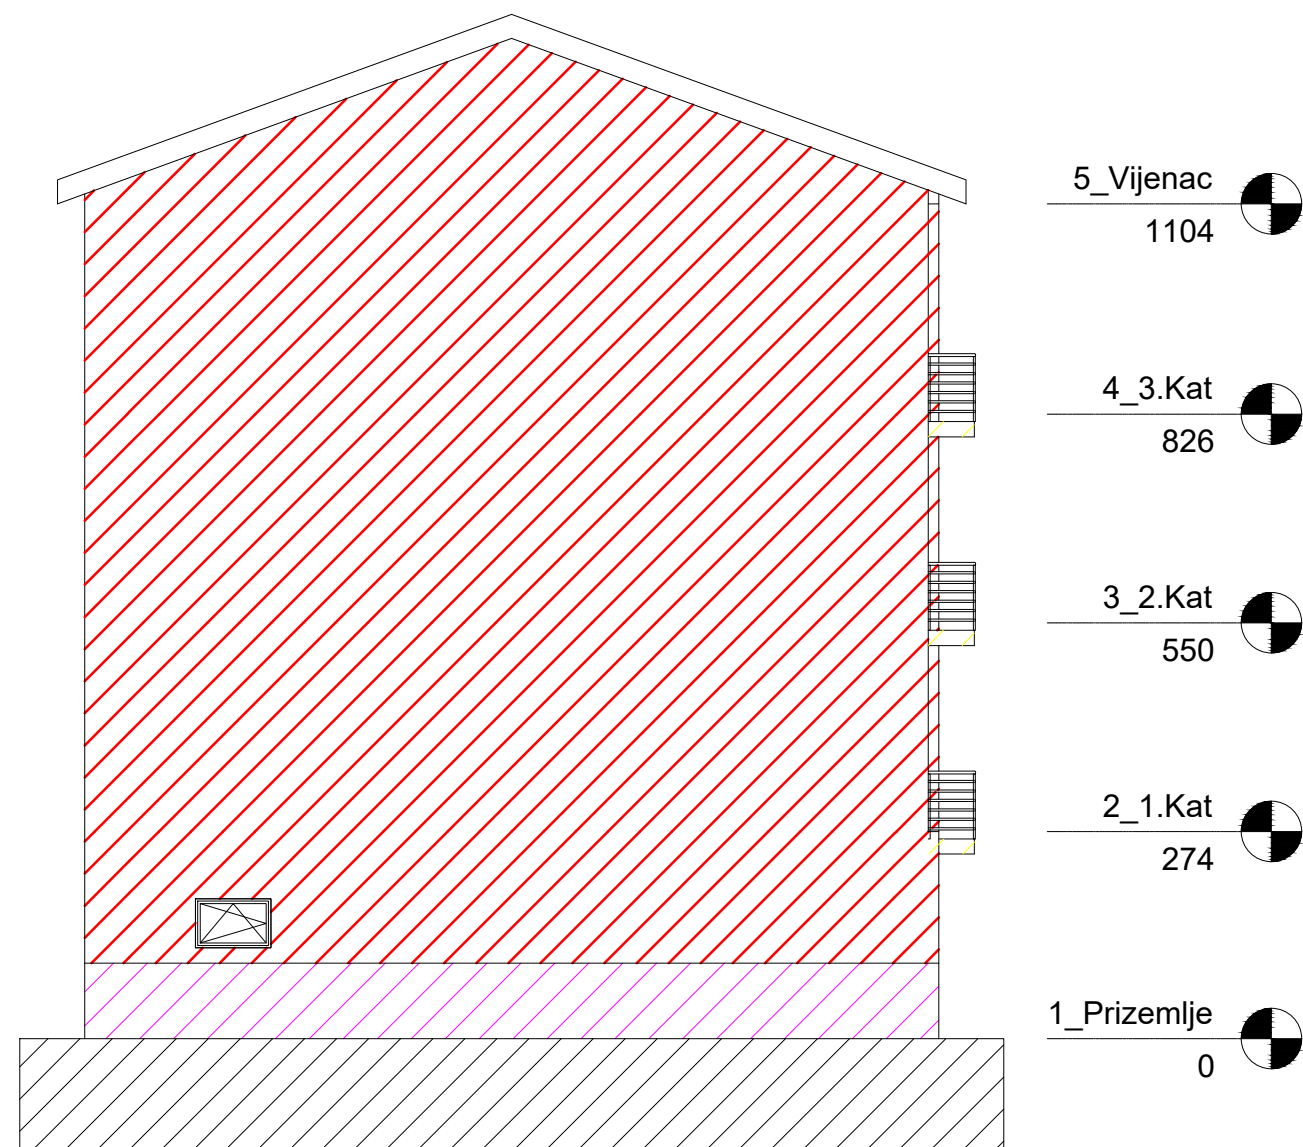 5_Vijenac
1104
4_3.Kat
826
3_2.Kat
550
2_1.Kat
274
1_Prizemlje
0